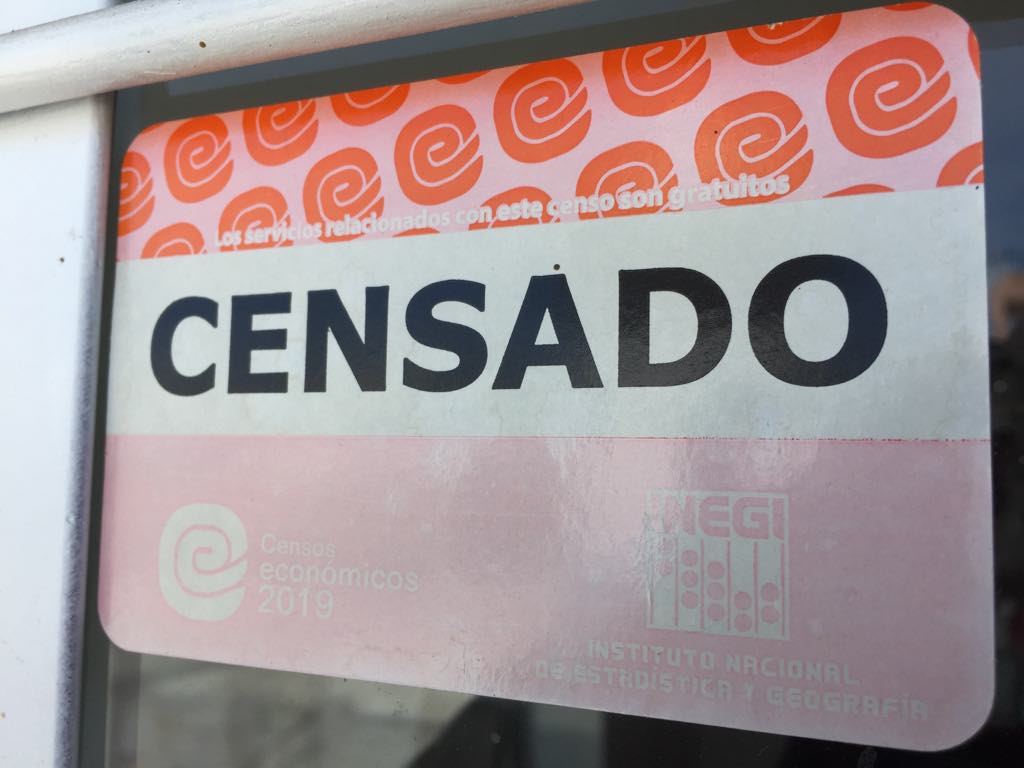 Los servicios relacionados con este censo son gratuitos
CENSADO
Censos
económicos
2019
INEGI
INSTITUTO NACIONAL
DE ESTADÍSTICA Y GEOGRAFÍA